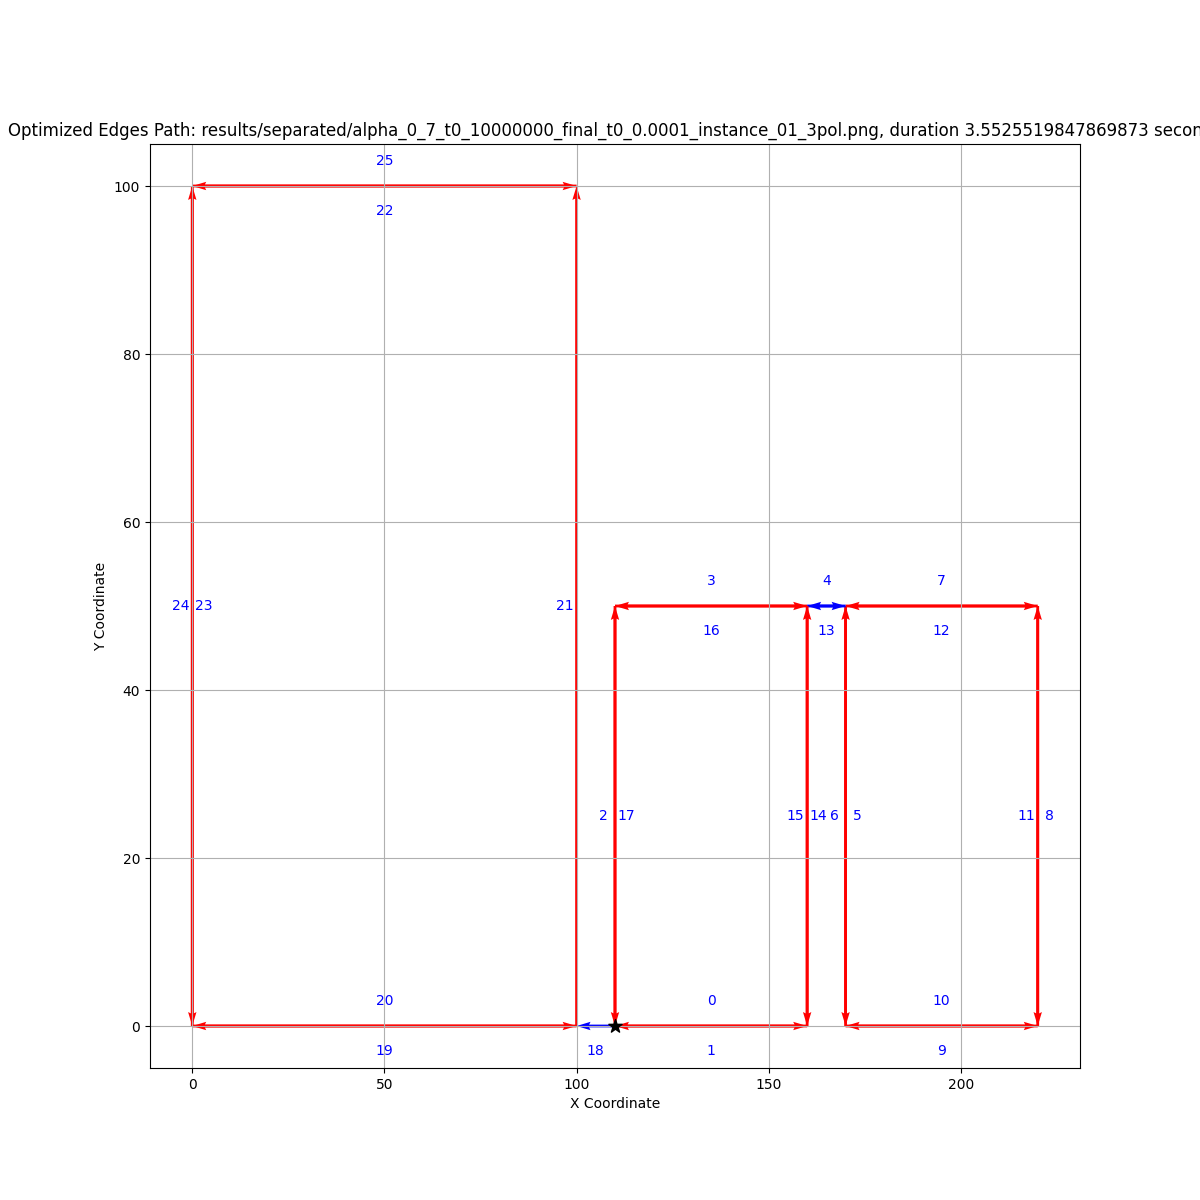 Optimized Edges Path: results/separated/alpha_0_7_t0_10000000_final_t0_0.0001_instance_01_3pol.png, duration 3.5525519847869873 secon
25
100
22
80
60
Y Coordinate
24 23 21
3 4 7
16 13 12
40
2 17 15 14 6 5 11 8
20
20 0 10
0
19 18 1 9
0 50 100 150 200
X Coordinate